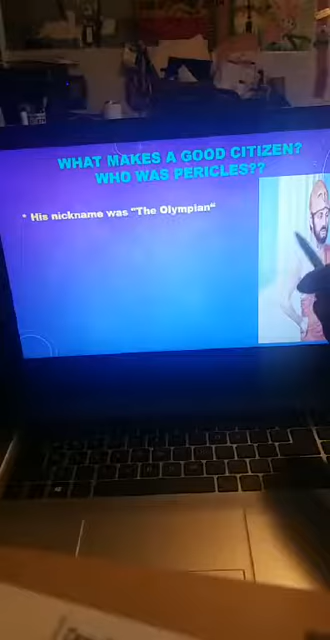 WHAT MAKES A GOOD CITIZEN?
WHO WAS PERICLES??
* His nickname was "The Olympian"